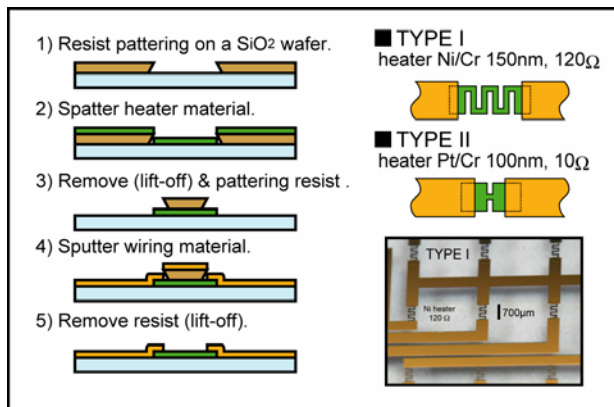 1) Resist pattering on a SiO2 wafer.
2) Spatter heater material.
3) Remove (lift-off) & pattering resist .
4) Sputter wiring material.
5) Remove resist (lift-off).
■ TYPE I
heater Ni/Cr 150nm, 120Ω
■ TYPE II
heater Pt/Cr 100nm, 10Ω
TYPE I
Ni heater
120 Ω
700μm